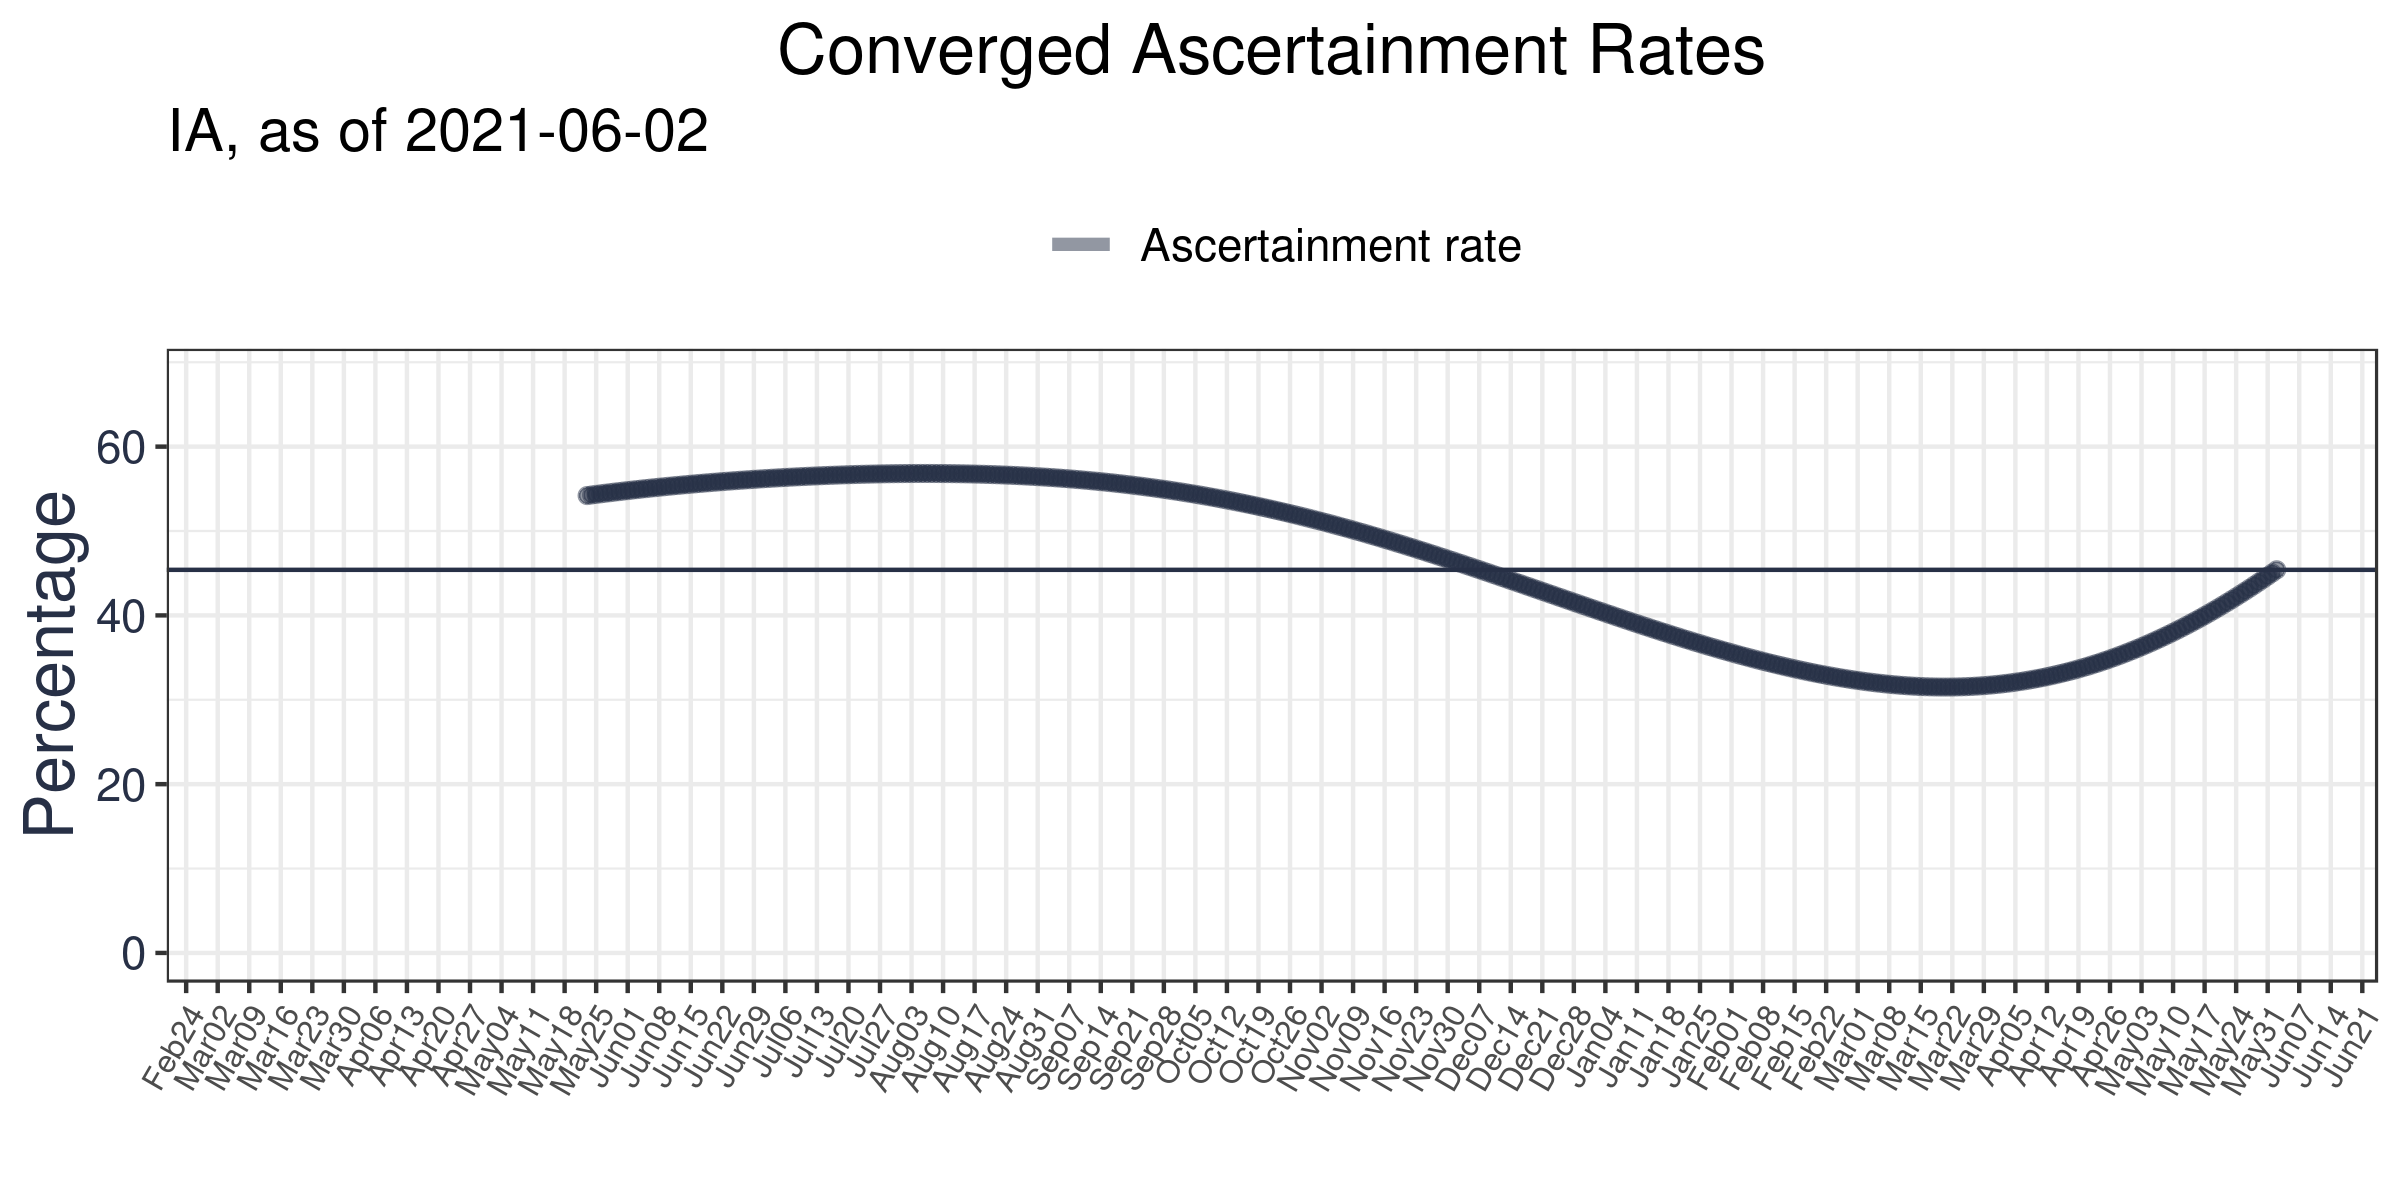 Converged Ascertainment Rates
IA, as of 2021-06-02
Ascertainment rate
Percentage
60
40
20
0
Feb24
Mar02
Mar09
Mar16
Mar23
Mar30
Apr06
Apr13
Apr20
Apr27
May04
May11
May18
May25
Jun01
Jun08
Jun15
Jun22
Jun29
Jul06
Jul13
Jul20
Jul27
Aug03
Aug10
Aug17
Aug24
Aug31
Sep07
Sep14
Sep21
Sep28
Oct05
Oct12
Oct19
Oct26
Nov02
Nov09
Nov16
Nov23
Nov30
Dec07
Dec14
Dec21
Dec28
Jan04
Jan11
Jan18
Jan25
Feb01
Feb08
Feb15
Feb22
Mar01
Mar08
Mar15
Mar22
Mar29
Apr05
Apr12
Apr19
Apr26
May03
May10
May17
May24
May31
Jun07
Jun14
Jun21